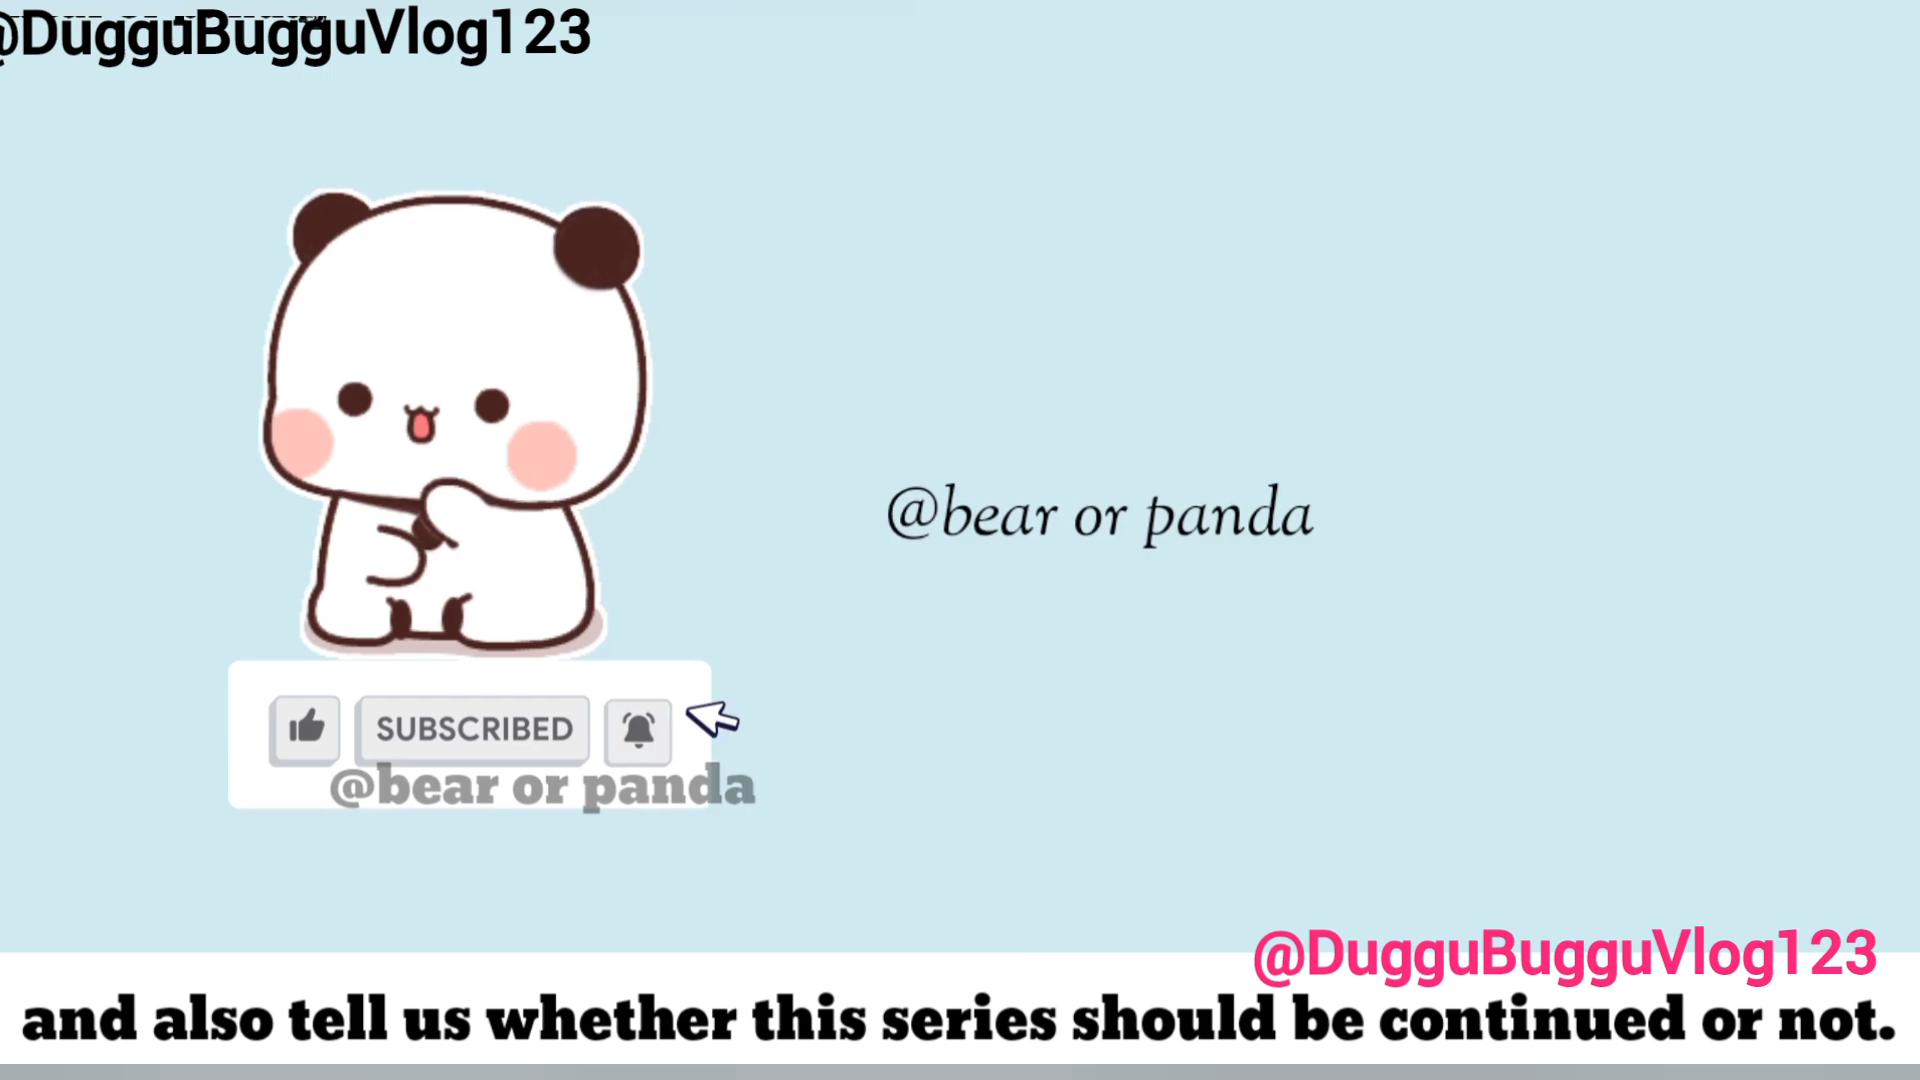 @DugguBugguVlog123
@bear or panda
SUBSCRIBED
@bear or panda
@DugguBugguVlog123
and also tell us whether this series should be continued or not.